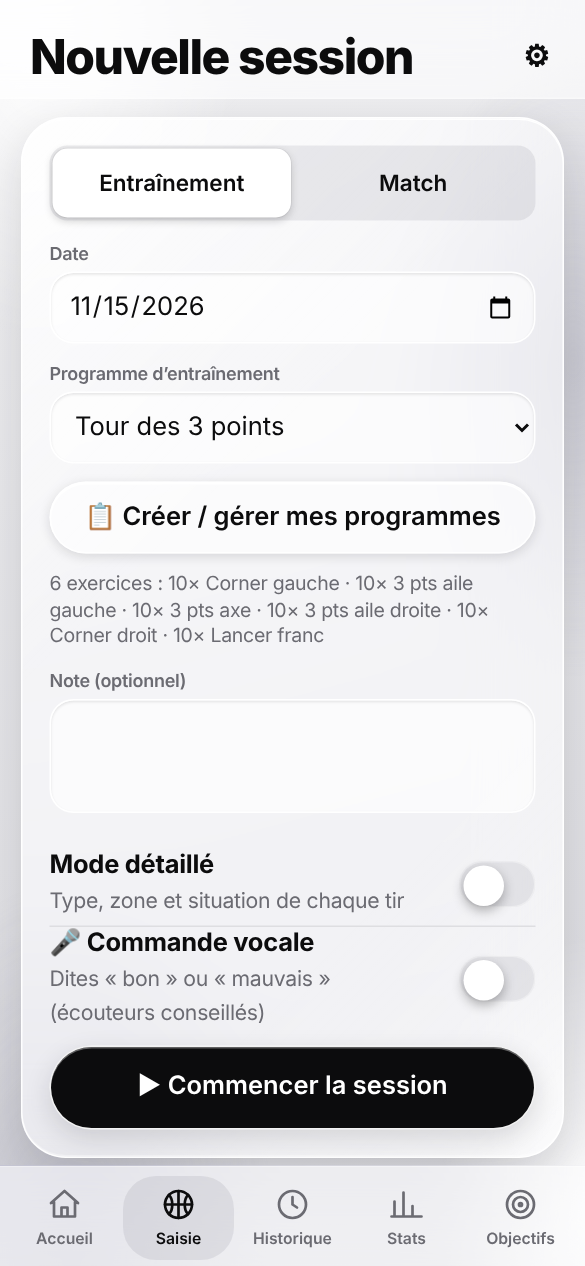 Nouvelle session
⚙
Entraînement
Match
Date
11/15/2026
Programme d’entraînement
Tour des 3 points
📋 Créer / gérer mes programmes
6 exercices : 10× Corner gauche · 10× 3 pts aile
gauche · 10× 3 pts axe · 10× 3 pts aile droite · 10×
Corner droit · 10× Lancer franc
Note (optionnel)
Mode détaillé
Type, zone et situation de chaque tir
🎤 Commande vocale
Dites « bon » ou « mauvais »
(écouteurs conseillés)
▶ Commencer la session
Accueil
Saisie
Historique
Stats
Objectifs